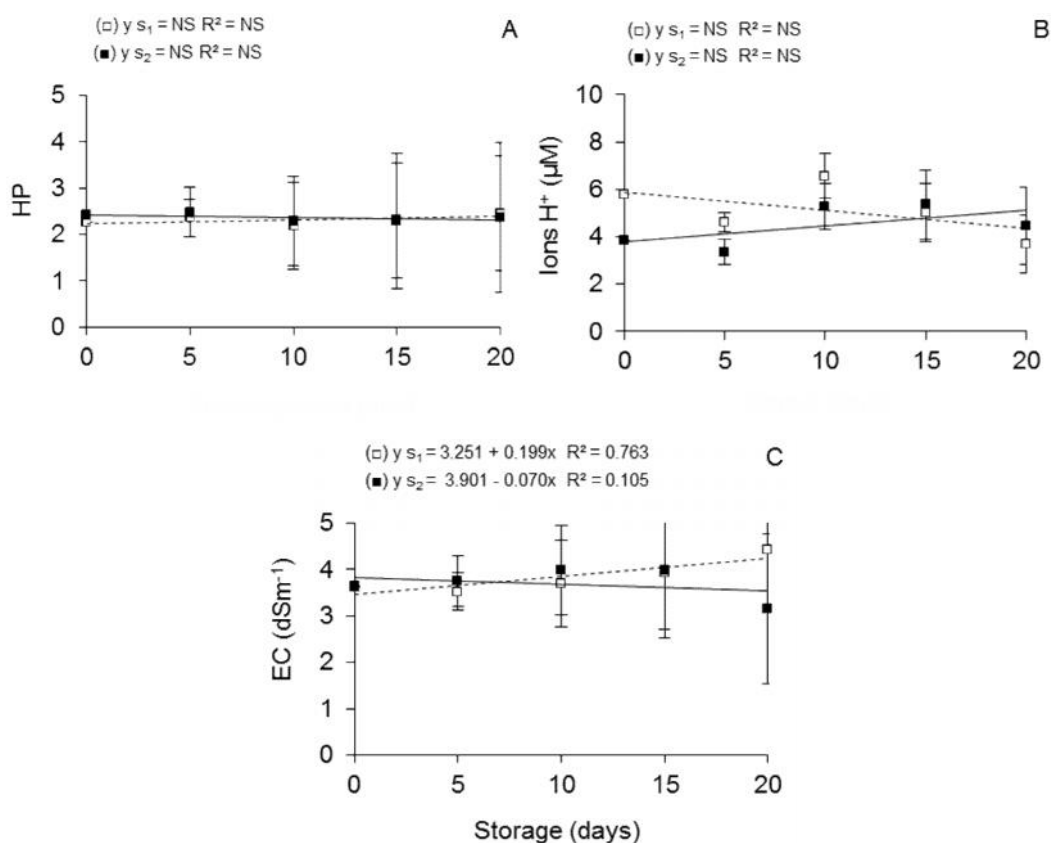 (□) y s₁ = NS R² = NS
(■) y s₂ = NS R² = NS
A
HP
5
4
3
2
1
0
0 5 10 15 20
(□) y s₁ = NS R² = NS
(■) y s₂ = NS R² = NS
B
Ions H⁺ (µM)
10
8
6
4
2
0
0 5 10 15 20
(□) y s₁ = 3.251 + 0.199x R² = 0.763
(■) y s₂ = 3.901 - 0.070x R² = 0.105
C
EC (dSm⁻¹)
5
4
3
2
1
0
0 5 10 15 20
Storage (days)